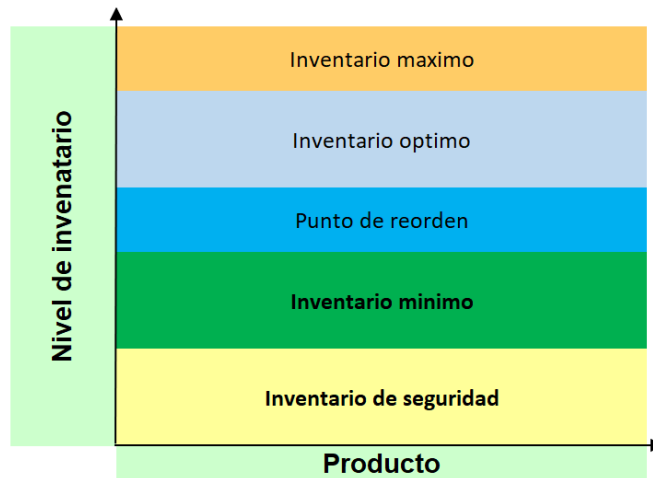 Nivel de invenatario
Inventario maximo
Inventario optimo
Punto de reorden
Inventario minimo
Inventario de seguridad
Producto